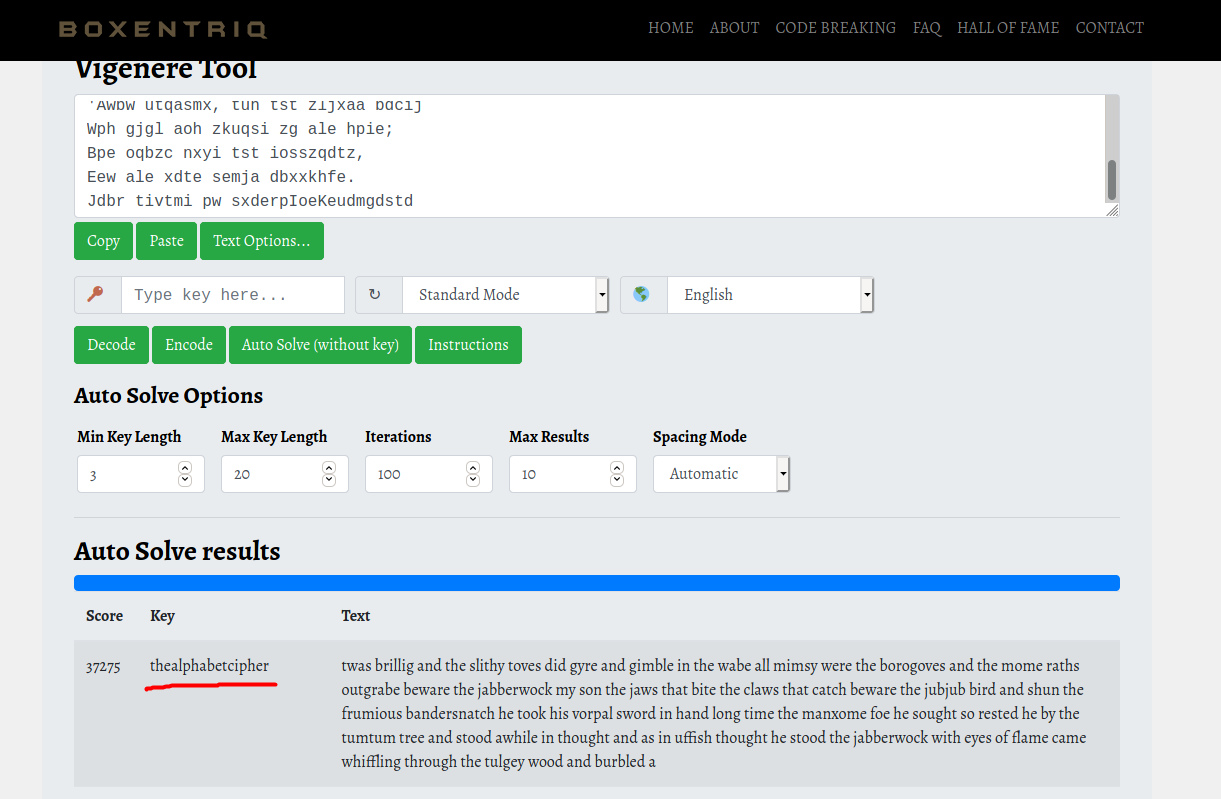 BOXENTRIQ
HOME ABOUT CODE BREAKING FAQ HALL OF FAME CONTACT
Vigenere Tool
'Awbw utqasmx, tuh tst zljxaa bdcij
Wph gjgl aoh zkuqsi zg ale hpie;
Bpe oqbzc nxyi tst iosszqdtz,
Eew ale xdte semja dbxxkhfe.
Jdbr tivtmi pw sxderpIoeKeudmgdstd
Copy Paste Text Options...
Type key here... Standard Mode English
Decode Encode Auto Solve (without key) Instructions
Auto Solve Options
Min Key Length Max Key Length Iterations Max Results Spacing Mode
3 20 100 10 Automatic
Auto Solve results
Score Key Text
37275 thealphabetcipher twas brillig and the slithy toves did gyre and gimble in the wabe all mimsy were the borogoves and the mome raths
outgrabe beware the jabberwock my son the jaws that bite the claws that catch beware the jubjub bird and shun the
frumious bandersnatch he took his vorpal sword in hand long time the manxome foe he sought so rested he by the
tumtum tree and stood awhile in thought and as in uffish thought he stood the jabberwock with eyes of flame came
whiffling through the tulgey wood and burbled a